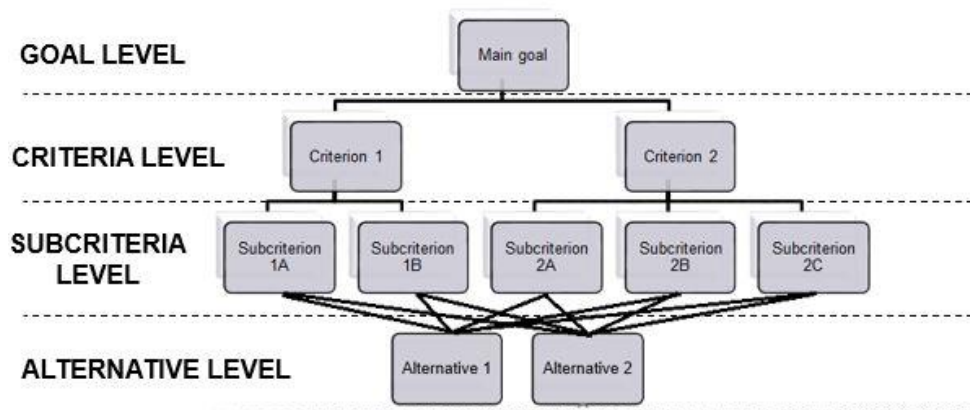 GOAL LEVEL
Main goal
CRITERIA LEVEL
Criterion 1
Criterion 2
SUBCRITERIA
LEVEL
Subcriterion
1A
Subcriterion
1B
Subcriterion
2A
Subcriterion
2B
Subcriterion
2C
ALTERNATIVE LEVEL
Alternative 1
Alternative 2